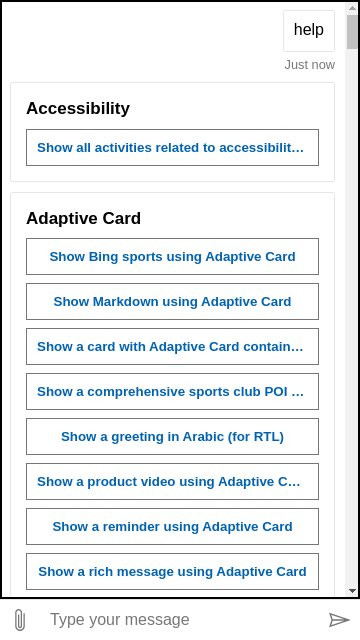 help
Just now
Accessibility
Show all activities related to accessibilit…
Adaptive Card
Show Bing sports using Adaptive Card
Show Markdown using Adaptive Card
Show a card with Adaptive Card contain…
Show a comprehensive sports club POI …
Show a greeting in Arabic (for RTL)
Show a product video using Adaptive C…
Show a reminder using Adaptive Card
Show a rich message using Adaptive Card
Type your message